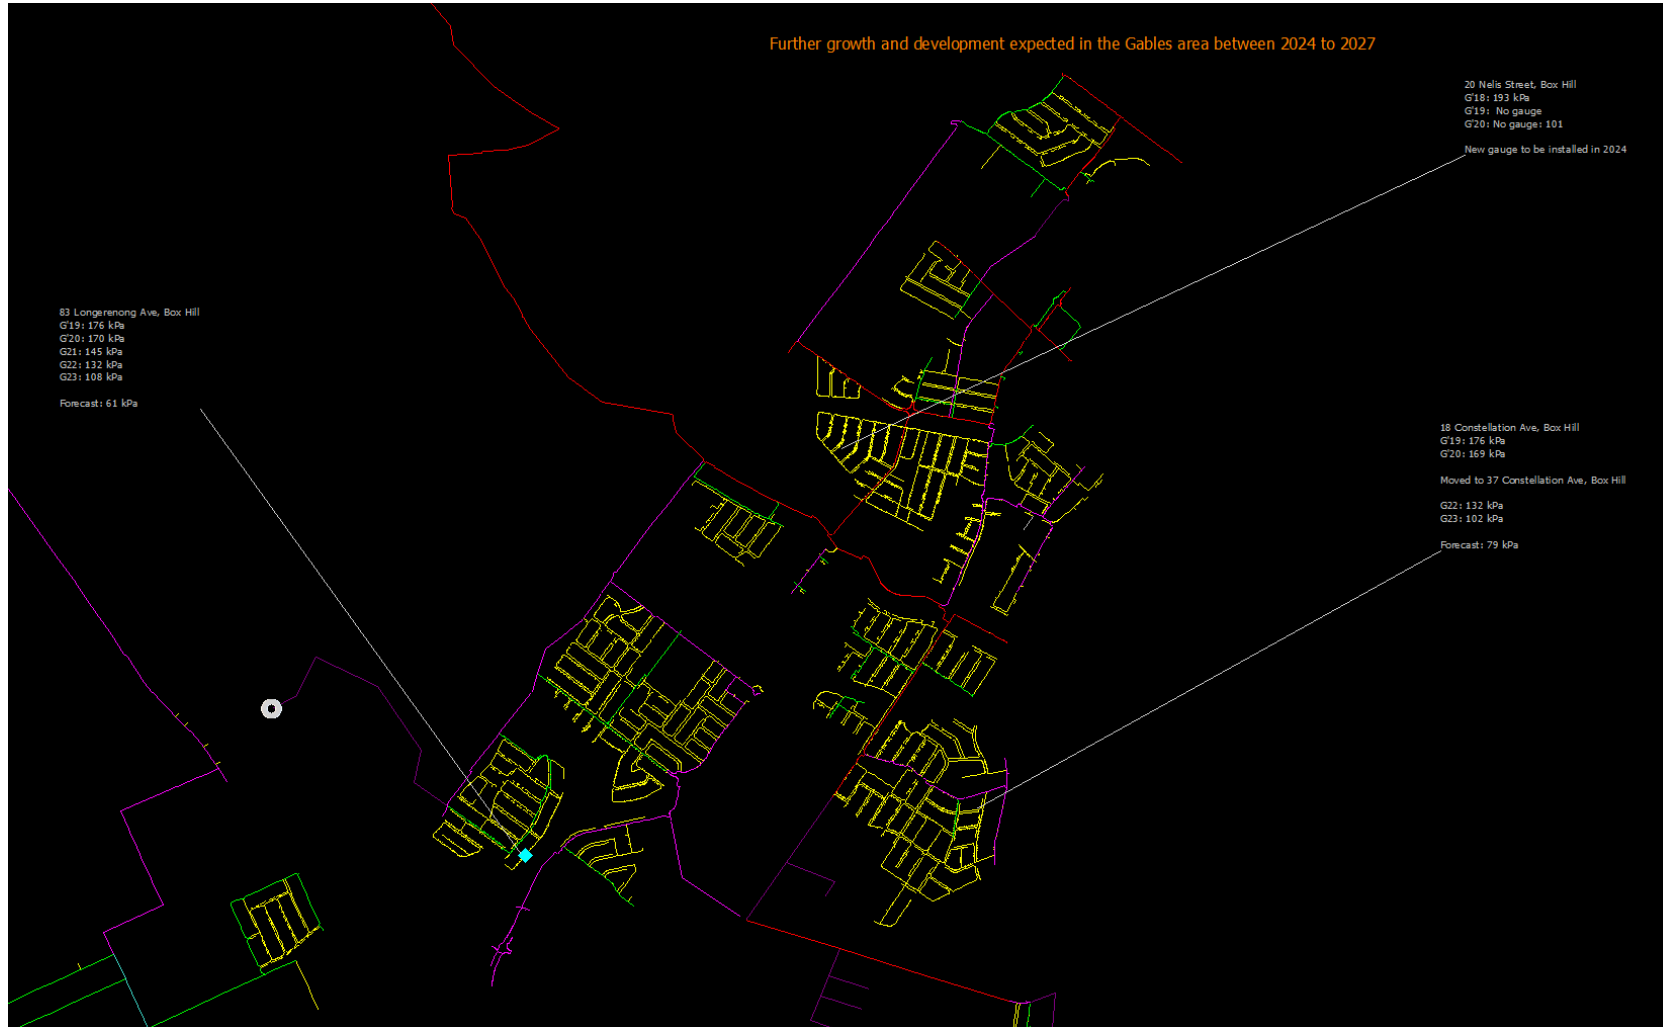 Further growth and development expected in the Gables area between 2024 to 2027
20 Nelis Street, Box Hill
G'18: 193 kPa
G'19: No gauge
G'20: No gauge: 101
New gauge to be installed in 2024
83 Longerenong Ave, Box Hill
G'19: 176 kPa
G'20: 170 kPa
G21: 145 kPa
G22: 132 kPa
G23: 108 kPa
Forecast: 61 kPa
18 Constellation Ave, Box Hill
G'19: 176 kPa
G'20: 169 kPa
Moved to 37 Constellation Ave, Box Hill
G22: 132 kPa
G23: 102 kPa
Forecast: 79 kPa